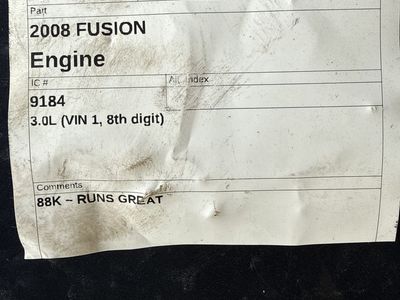 Part
2008 FUSION
Engine
IC #
Alt. Index
9184
3.0L (VIN 1, 8th digit)
Comments
88K ~ RUNS GREAT